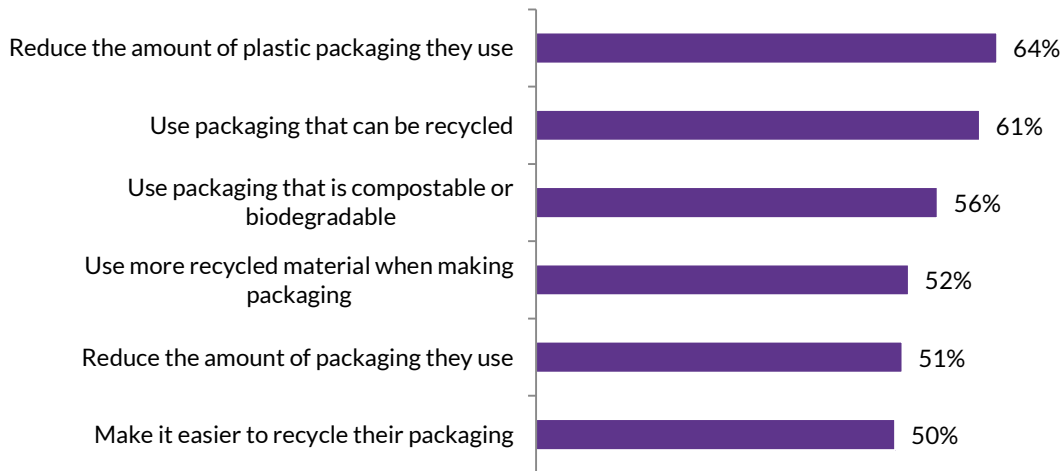 Reduce the amount of plastic packaging they use
64%
Use packaging that can be recycled
61%
Use packaging that is compostable or
biodegradable
56%
Use more recycled material when making
packaging
52%
Reduce the amount of packaging they use
51%
Make it easier to recycle their packaging
50%